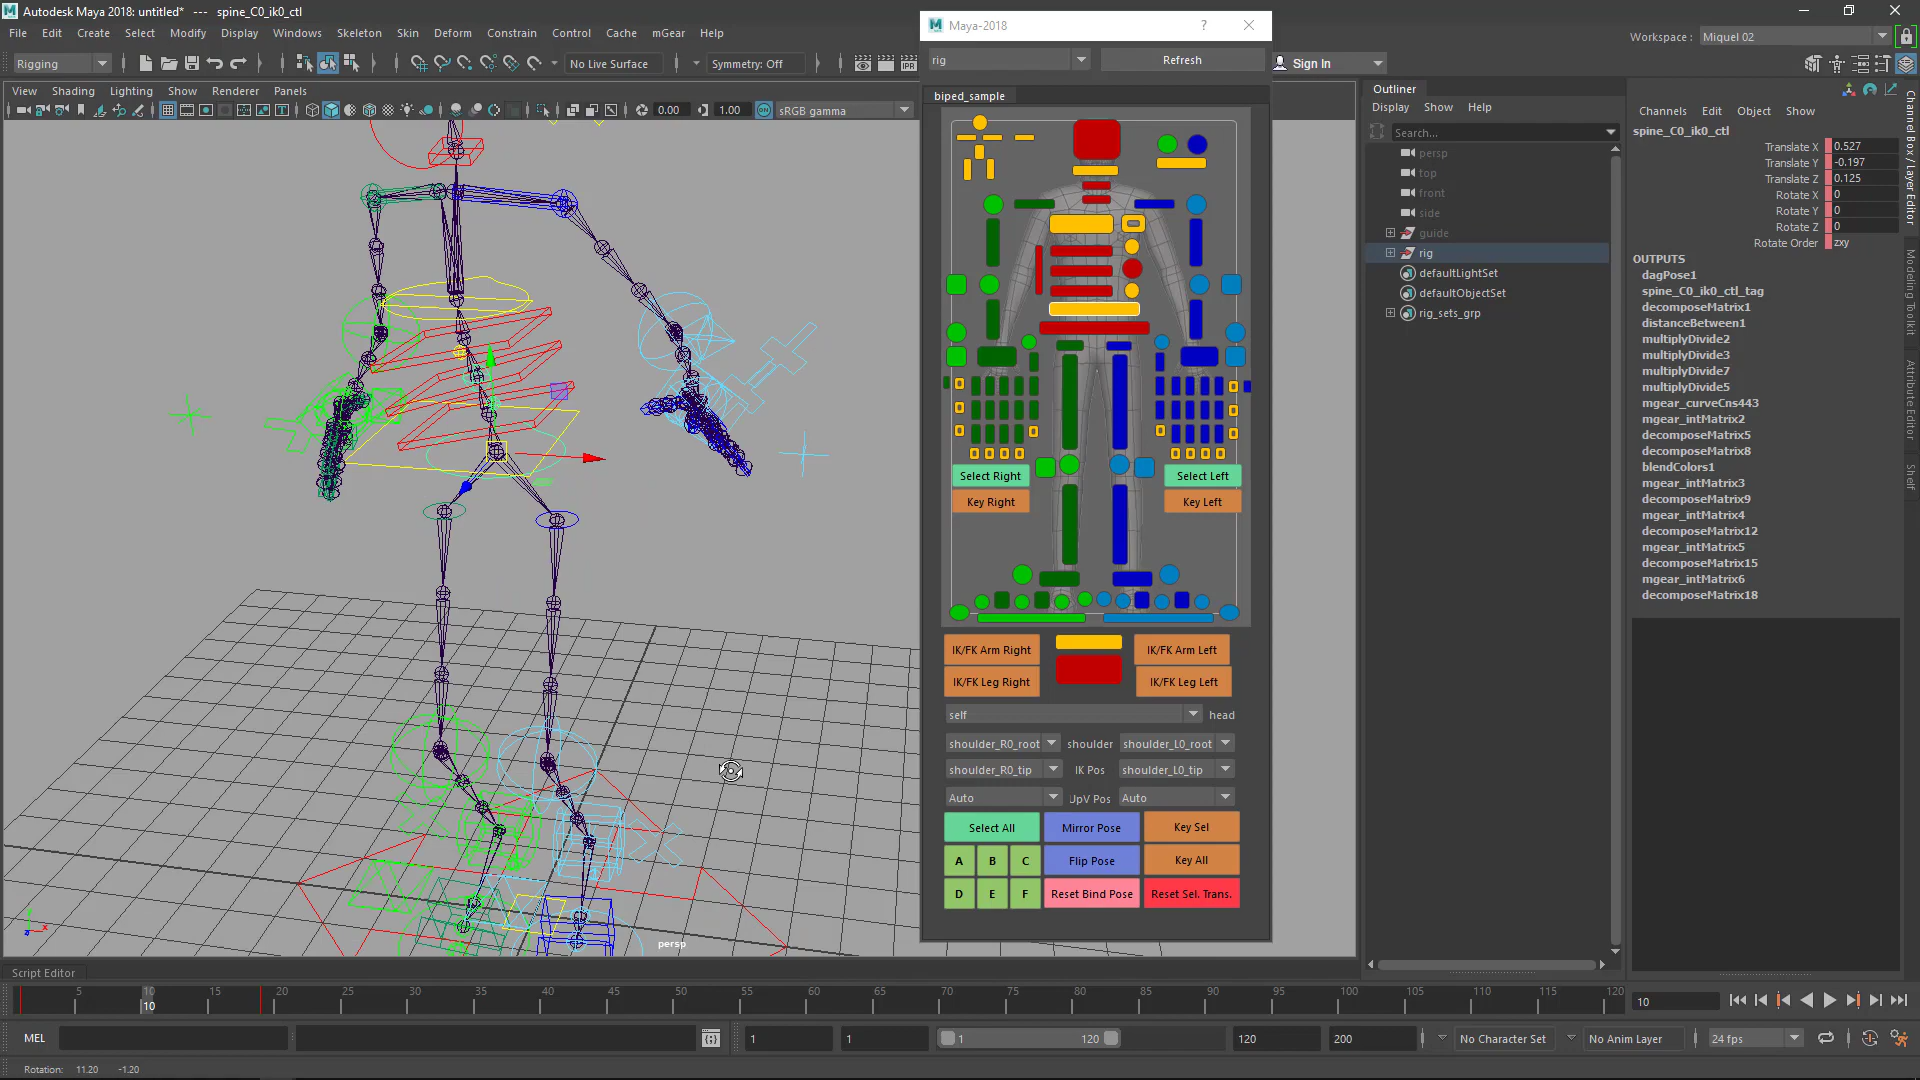 Autodesk Maya 2018: untitled*   ---   spine_C0_ik0_ctl
File Edit Create Select Modify Display Windows Skeleton Skin Deform Constrain Control Cache mGear Help
Workspace : Miquel 02
Rigging
No Live Surface
Symmetry: Off
Sign In
View Shading Lighting Show Renderer Panels
0.00 1.00 sRGB gamma
persp
Maya-2018 ?
rig Refresh
biped_sample
Select Right Select Left
Key Right Key Left
IK/FK Arm Right IK/FK Arm Left
IK/FK Leg Right IK/FK Leg Left
self head
shoulder_R0_root shoulder shoulder_L0_root
shoulder_R0_tip IK Pos shoulder_L0_tip
Auto UpV Pos Auto
Select All Mirror Pose Key Sel
A B C Flip Pose Key All
D E F Reset Bind Pose Reset Sel. Trans.
Outliner
Display Show Help
Search...
persp
top
front
side
guide
rig
defaultLightSet
defaultObjectSet
rig_sets_grp
Channels Edit Object Show
spine_C0_ik0_ctl
Translate X 0.527
Translate Y -0.197
Translate Z 0.125
Rotate X 0
Rotate Y 0
Rotate Z 0
Rotate Order zxy
OUTPUTS
dagPose1
spine_C0_ik0_ctl_tag
decomposeMatrix1
distanceBetween1
multiplyDivide2
multiplyDivide3
multiplyDivide7
multiplyDivide5
mgear_curveCns443
mgear_intMatrix2
decomposeMatrix5
decomposeMatrix8
blendColors1
mgear_intMatrix3
decomposeMatrix9
mgear_intMatrix4
decomposeMatrix12
mgear_intMatrix5
decomposeMatrix15
mgear_intMatrix6
decomposeMatrix18
Channel Box / Layer Editor
Modeling Toolkit
Attribute Editor
Shelf
Script Editor
5 10 15 20 25 30 35 40 45 50 55 60 65 70 75 80 85 90 95 100 105 110 115 120
10
10
MEL
1 1 1 120 120 200
No Character Set
No Anim Layer
24 fps
Rotation: 11.20 -1.20